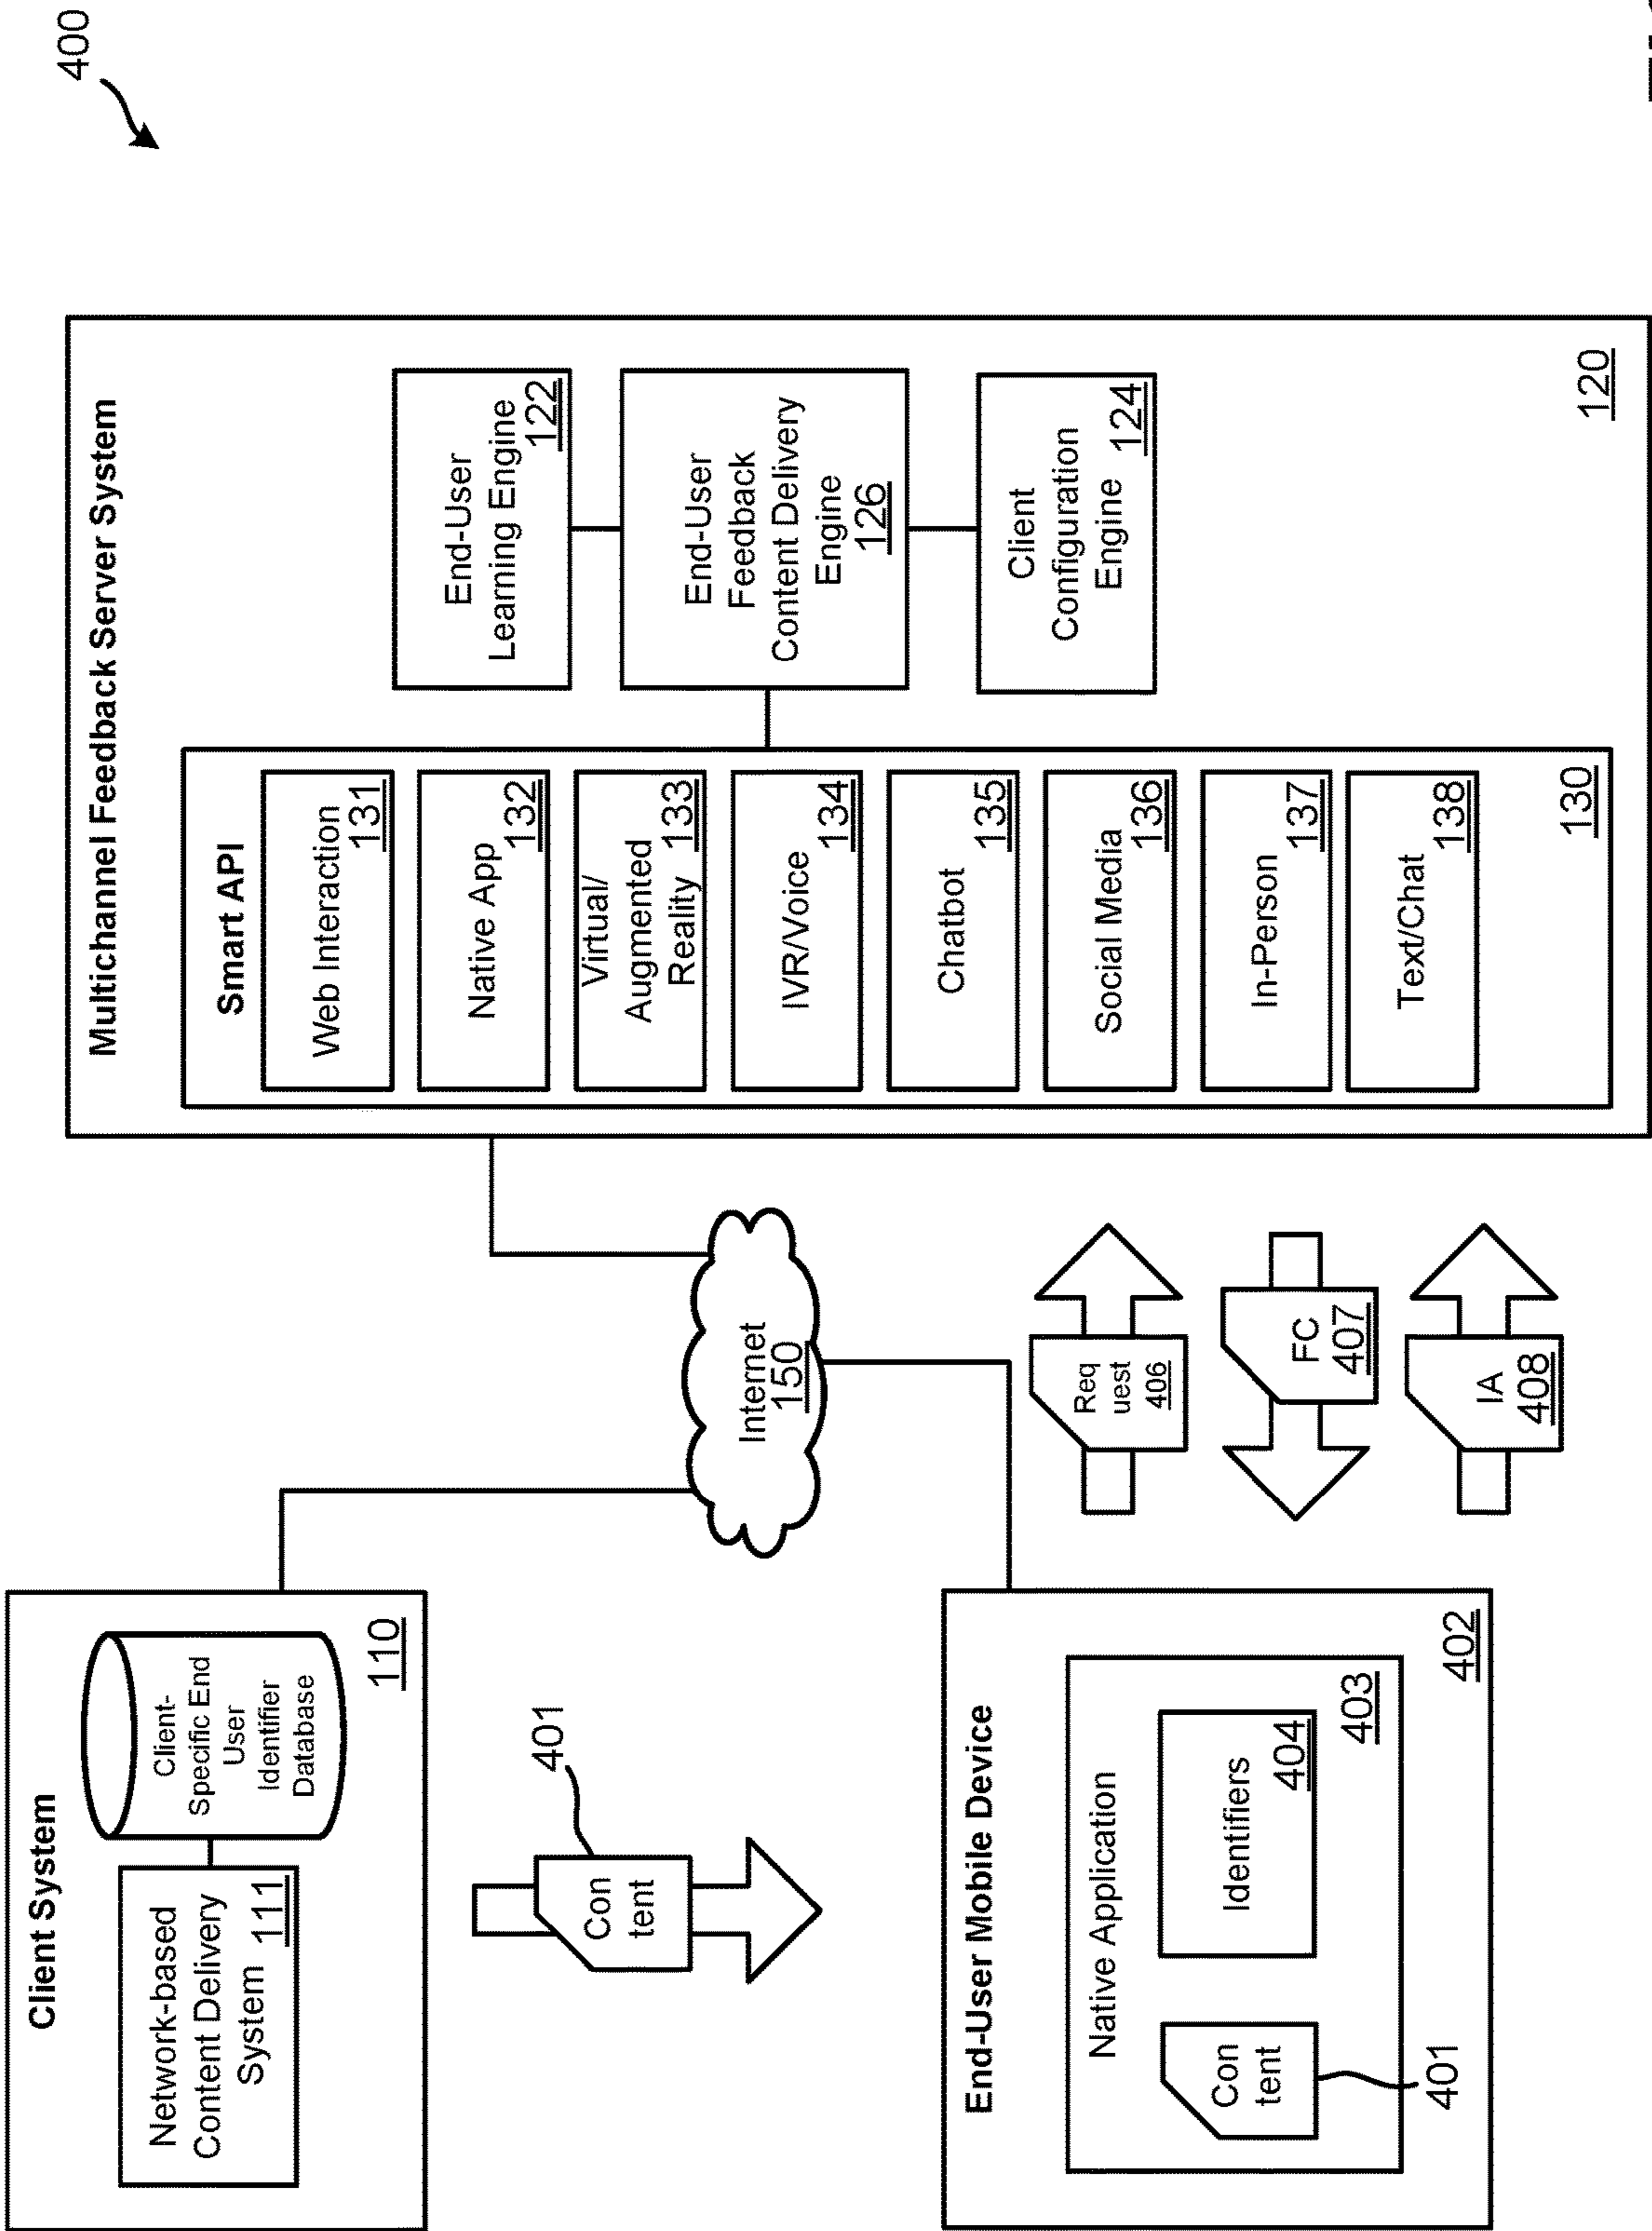 400
Client System
Network-based
Content Delivery
System 111
Client-
Specific End
User
Identifier
Database
110
401
Con
tent
End-User Mobile Device
Native Application
Con
tent
401
Identifiers
404
403
402
Internet
150
Req
uest
406
FC
407
IA
408
Multichannel Feedback Server System
Smart API
Web Interaction
131
Native App
132
Virtual/
Augmented
Reality 133
IVR/Voice
134
Chatbot
135
Social Media
136
In-Person
137
Text/Chat
138
130
End-User
Learning Engine
122
End-User
Feedback
Content Delivery
Engine
126
Client
Configuration
Engine 124
120